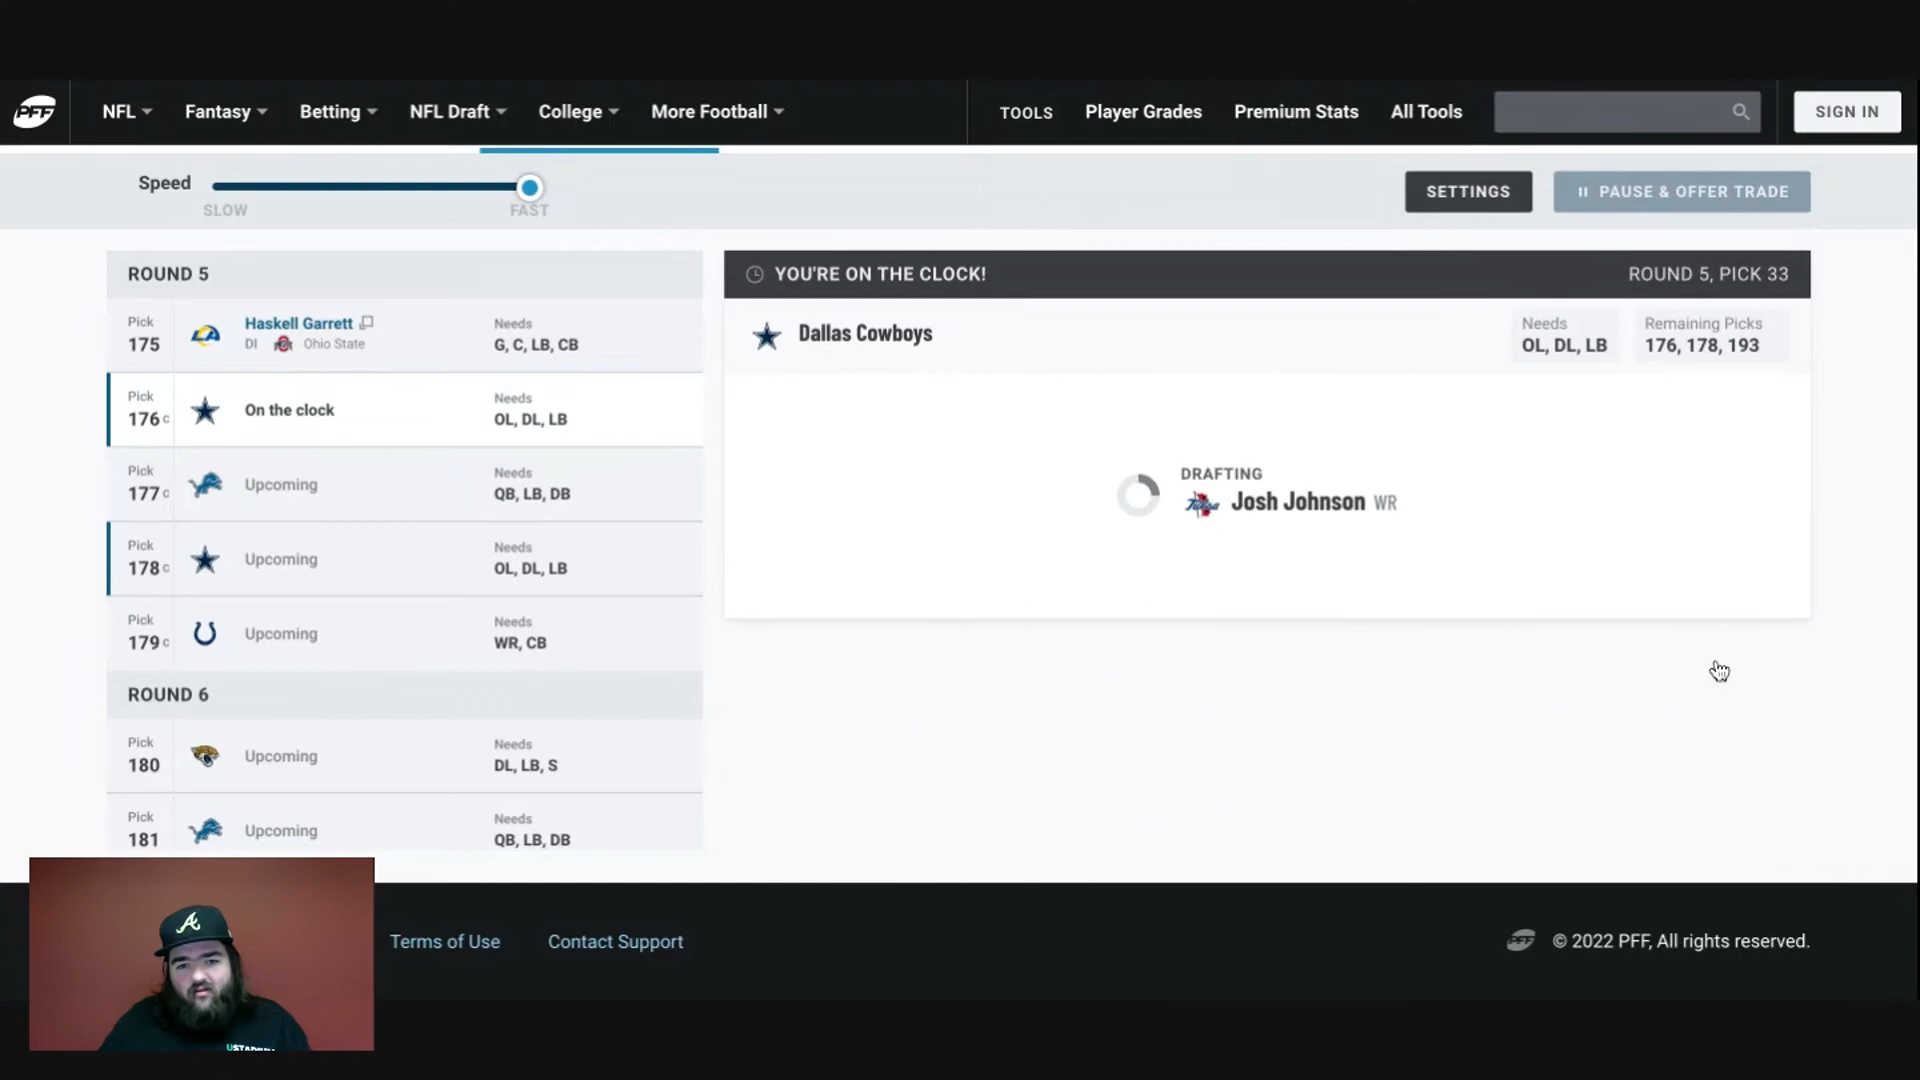 PFF
NFL
Fantasy
Betting
NFL Draft
College
More Football
TOOLS
Player Grades
Premium Stats
All Tools
SIGN IN
Speed
SLOW
FAST
SETTINGS
PAUSE & OFFER TRADE
ROUND 5
Pick
175
Haskell Garrett
DI
Ohio State
Needs
G, C, LB, CB
Pick
176 c
On the clock
Needs
OL, DL, LB
Pick
177 c
Upcoming
Needs
QB, LB, DB
Pick
178 c
Upcoming
Needs
OL, DL, LB
Pick
179 c
Upcoming
Needs
WR, CB
ROUND 6
Pick
180
Upcoming
Needs
DL, LB, S
Pick
181
Upcoming
Needs
QB, LB, DB
YOU'RE ON THE CLOCK!
ROUND 5, PICK 33
Dallas Cowboys
Needs
OL, DL, LB
Remaining Picks
176, 178, 193
DRAFTING
Tulsa
Josh Johnson WR
Terms of Use
Contact Support
PFF
© 2022 PFF, All rights reserved.
A
USTADIUM